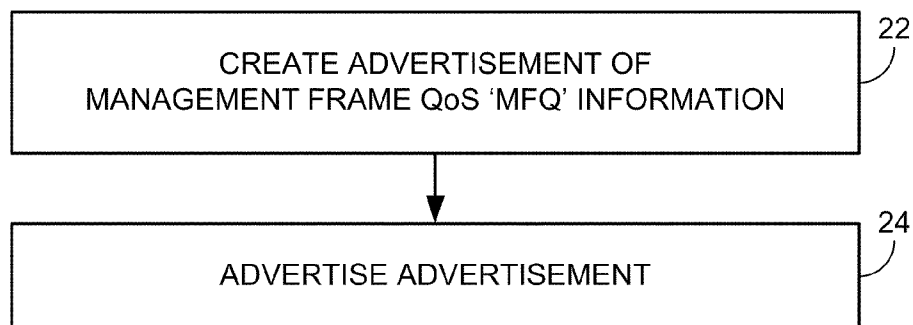 22
CREATE ADVERTISEMENT OF
MANAGEMENT FRAME QoS ‘MFQ’ INFORMATION
24
ADVERTISE ADVERTISEMENT